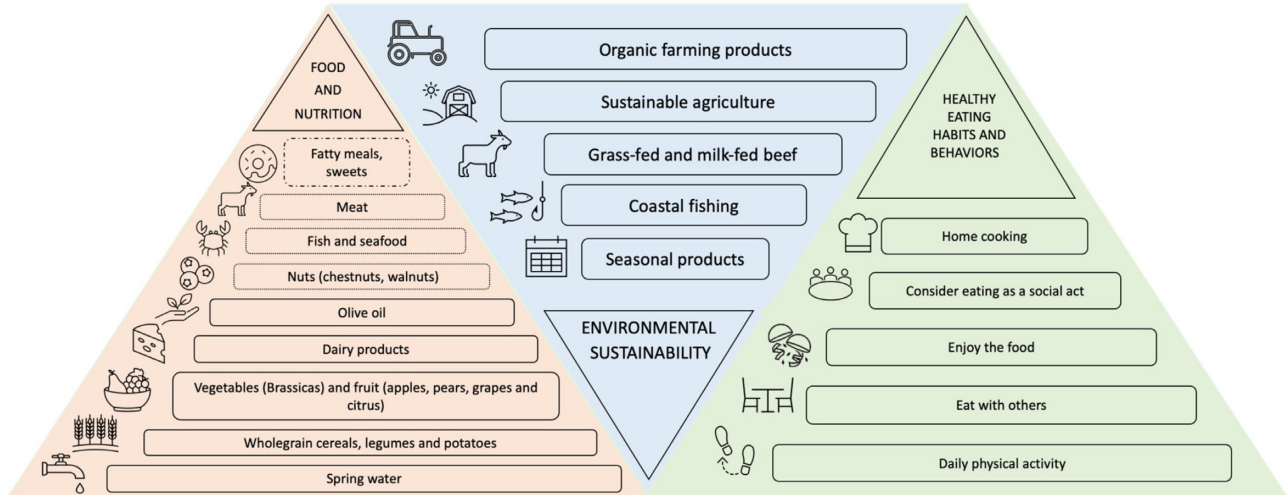 FOOD
AND
NUTRITION
Fatty meals,
sweets
Meat
Fish and seafood
Nuts (chestnuts, walnuts)
Olive oil
Dairy products
Vegetables (Brassicas) and fruit (apples, pears, grapes and
citrus)
Wholegrain cereals, legumes and potatoes
Spring water
Organic farming products
Sustainable agriculture
Grass-fed and milk-fed beef
Coastal fishing
Seasonal products
ENVIRONMENTAL
SUSTAINABILITY
HEALTHY
EATING
HABITS AND
BEHAVIORS
Home cooking
Consider eating as a social act
Enjoy the food
Eat with others
Daily physical activity